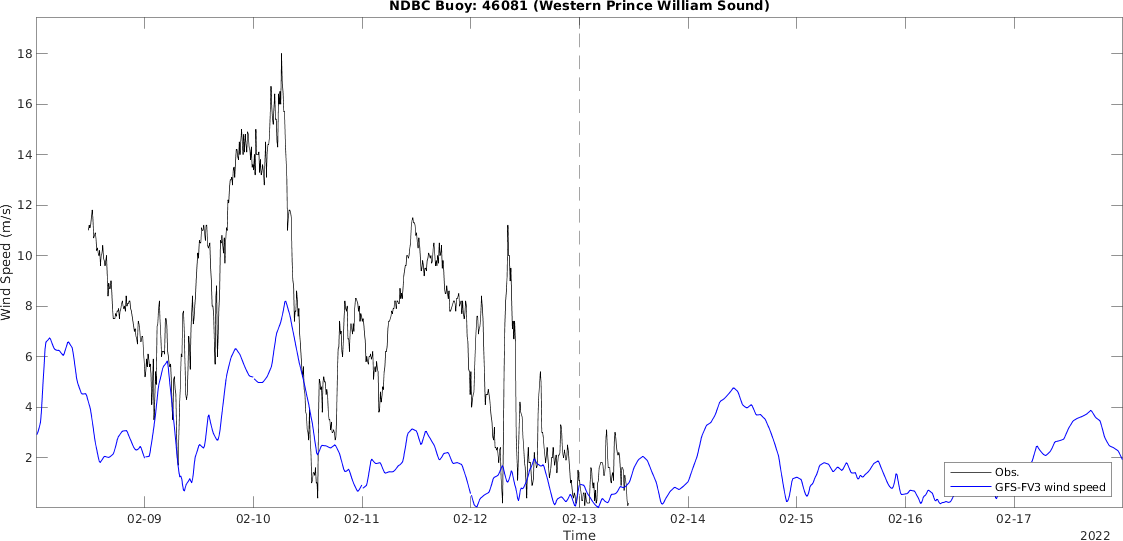 NDBC Buoy: 46081 (Western Prince William Sound)
18
16
14
12
10
8
6
4
2
Wind Speed (m/s)
Obs.
GFS-FV3 wind speed
02-09 02-10 02-11 02-12 02-13 02-14 02-15 02-16 02-17
Time
2022